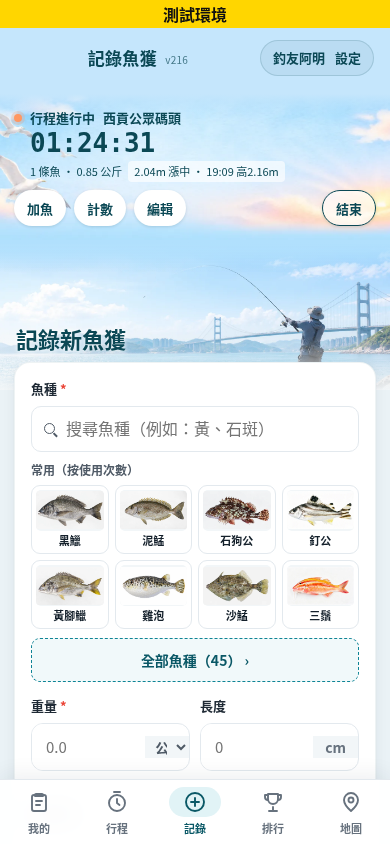 測試環境
記錄魚獲 v216
釣友阿明 設定
行程進行中 西貢公眾碼頭
01:24:31
1 條魚 · 0.85 公斤 2.04m 漲中 · 19:09 高2.16m
加魚 計數 編輯 結束
記錄新魚獲
魚種 *
搜尋魚種（例如：黃、石斑）
常用（按使用次數）
黑鱲 泥鯭 石狗公 釘公
黃腳鱲 雞泡 沙鯭 三鬚
全部魚種（45） ›
重量 * 長度
0.0 公 0 cm
我的 行程 記錄 排行 地圖